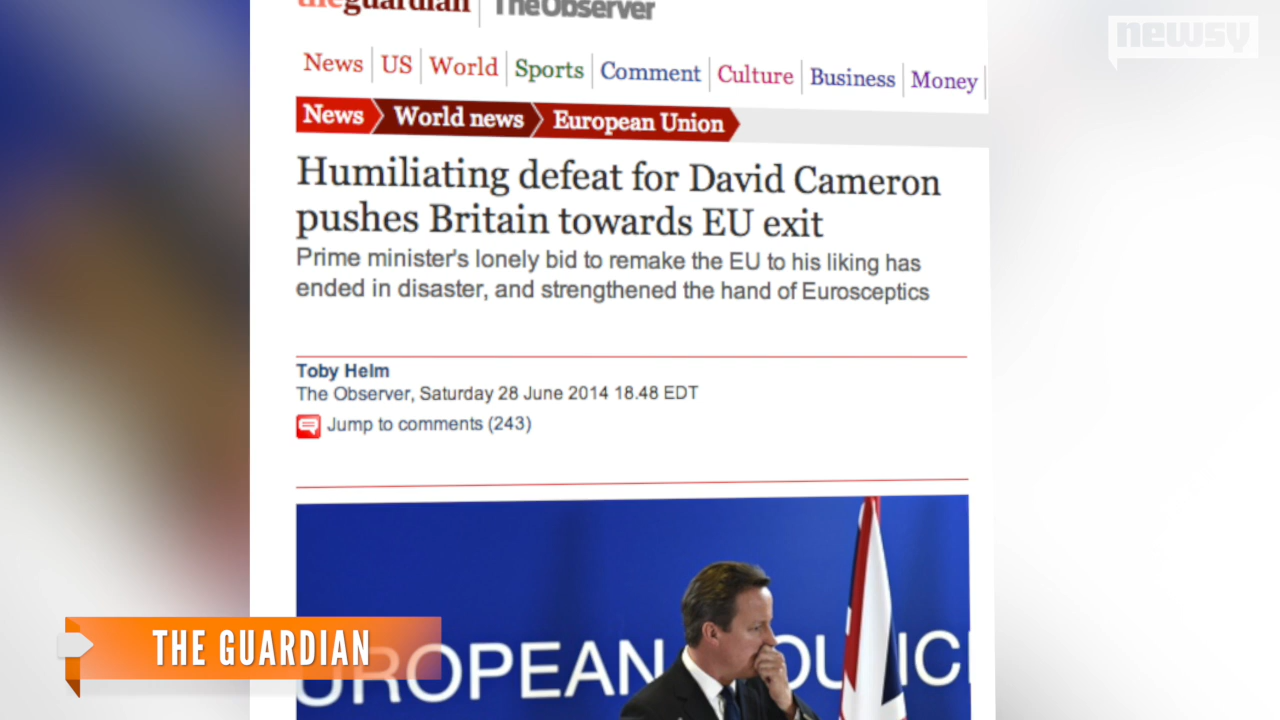 theguardian TheObserver
newsy
News US World Sports Comment Culture Business Money
News World news European Union
Humiliating defeat for David Cameron
pushes Britain towards EU exit
Prime minister's lonely bid to remake the EU to his liking has
ended in disaster, and strengthened the hand of Eurosceptics
Toby Helm
The Observer, Saturday 28 June 2014 18.48 EDT
Jump to comments (243)
THE GUARDIAN
UROPEAN OUNCI